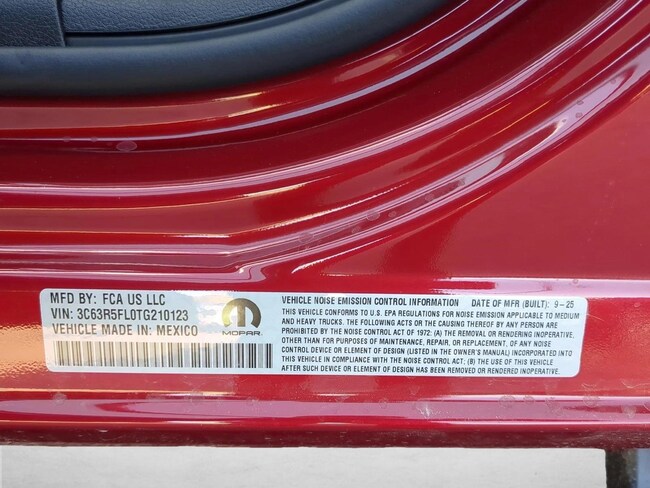 MFD BY: FCA US LLC
VIN: 3C63R5FL0TG210123
VEHICLE MADE IN: MEXICO
MOPAR
VEHICLE NOISE EMISSION CONTROL INFORMATION DATE OF MFR (BUILT): 9-25
THIS VEHICLE CONFORMS TO U.S. EPA REGULATIONS FOR NOISE EMISSION APPLICABLE TO MEDIUM
AND HEAVY TRUCKS. THE FOLLOWING ACTS OR THE CAUSING THEREOF BY ANY PERSON ARE
PROHIBITED BY THE NOISE CONTROL ACT OF 1972: (A) THE REMOVAL OR RENDERING INOPERATIVE,
OTHER THAN FOR PURPOSES OF MAINTENANCE, REPAIR, OR REPLACEMENT, OF ANY NOISE
CONTROL DEVICE OR ELEMENT OF DESIGN (LISTED IN THE OWNER'S MANUAL) INCORPORATED INTO
THIS VEHICLE IN COMPLIANCE WITH THE NOISE CONTROL ACT; (B) THE USE OF THIS VEHICLE
AFTER SUCH DEVICE OR ELEMENT OF DESIGN HAS BEEN REMOVED OR RENDERED INOPERATIVE.